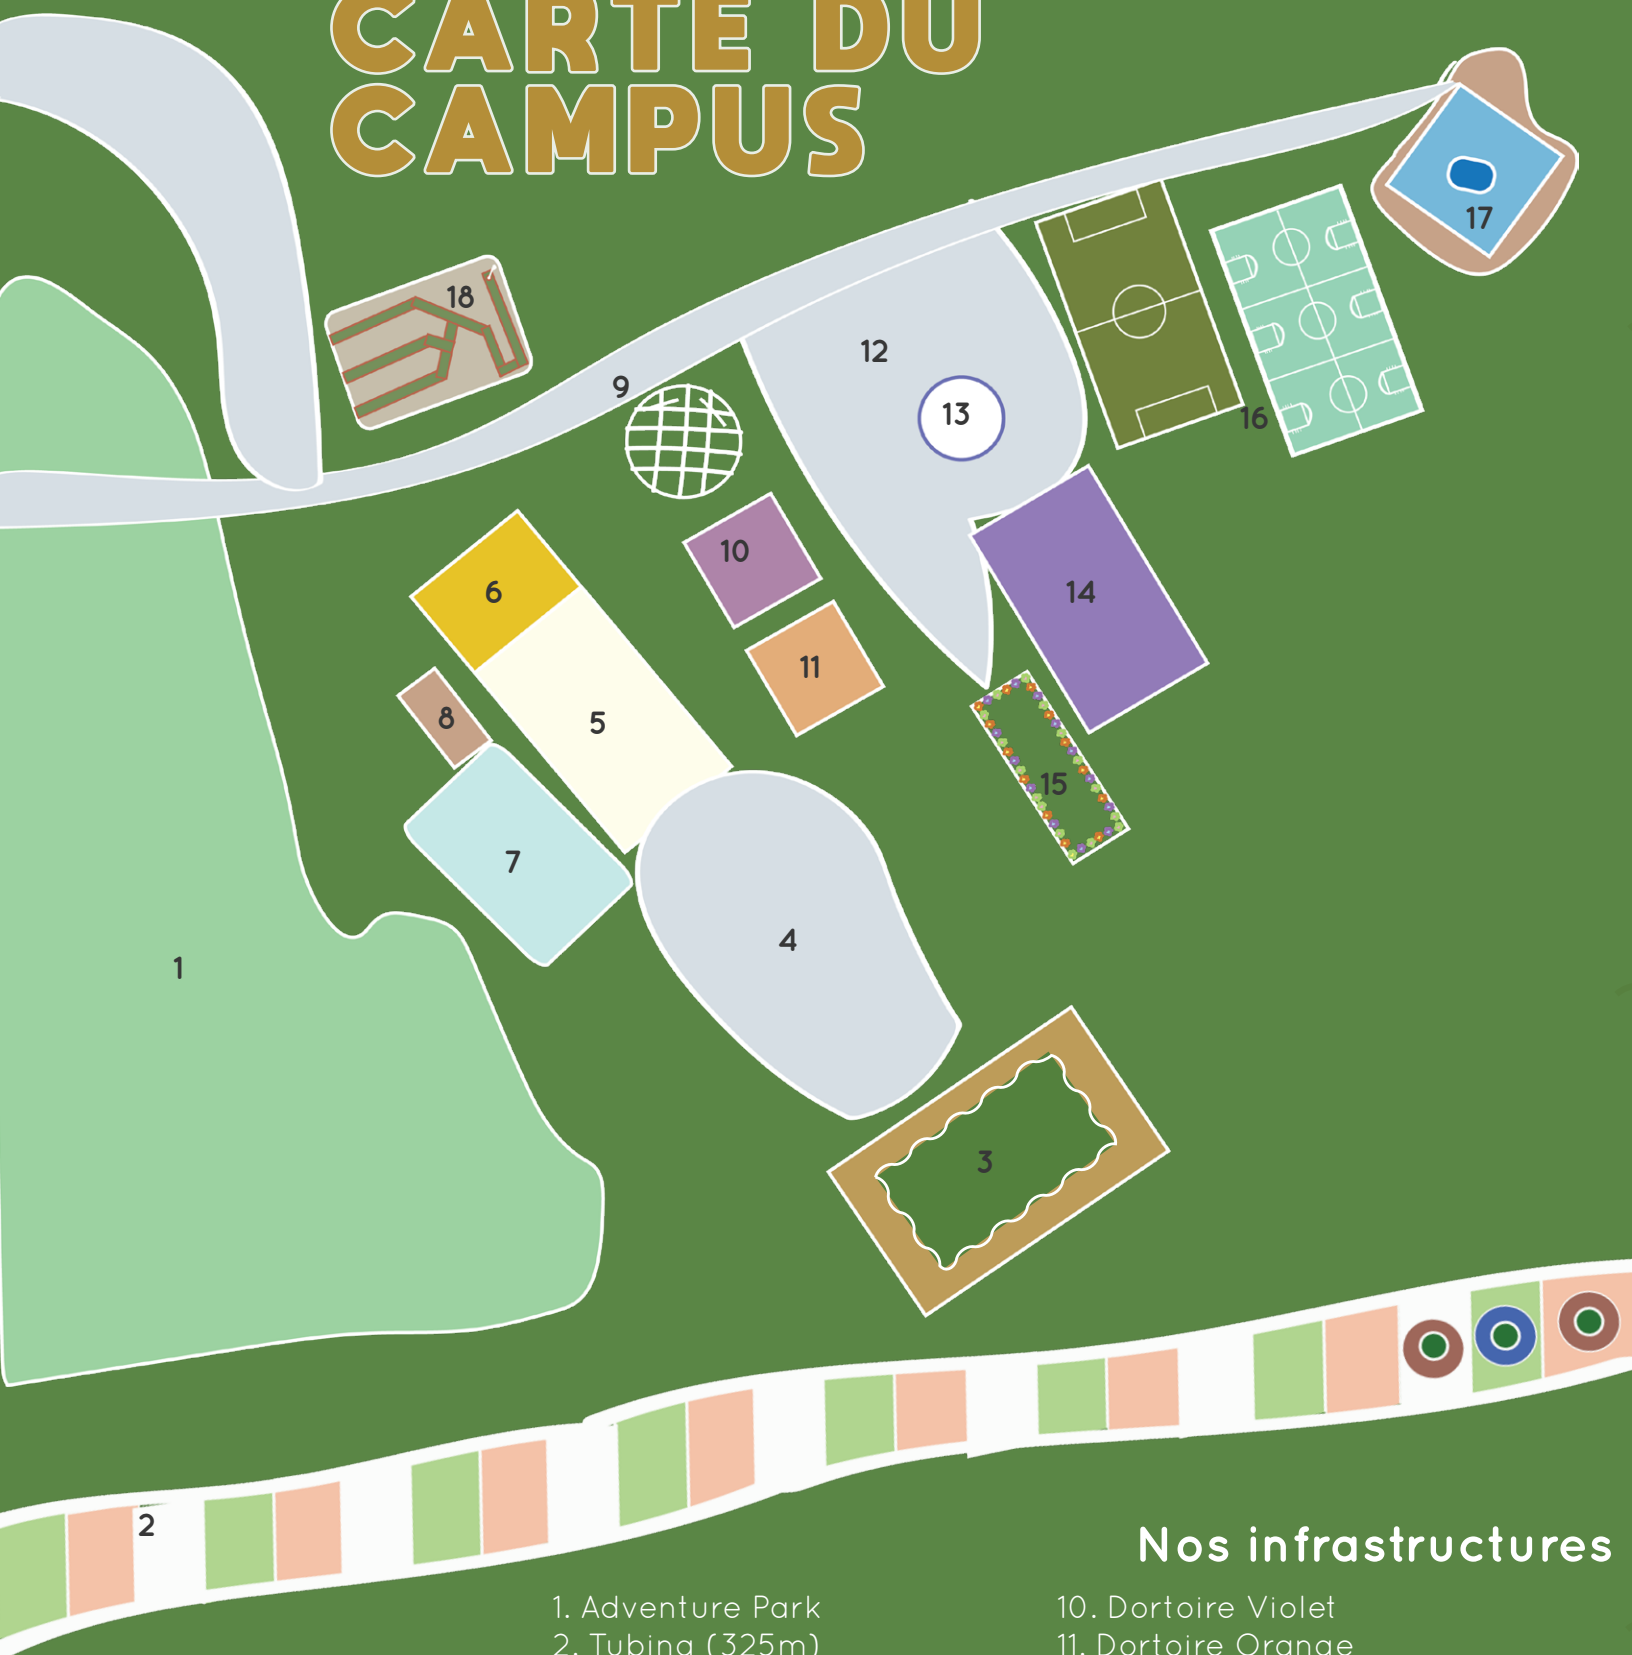 CARTE DU
CAMPUS
17
18
12
9
13
16
10
6
14
11
8
5
15
7
4
1
3
2
Nos infrastructures
1. Adventure Park
10. Dortoire Violet
2. Tubing (325m)
11. Dortoire Orange